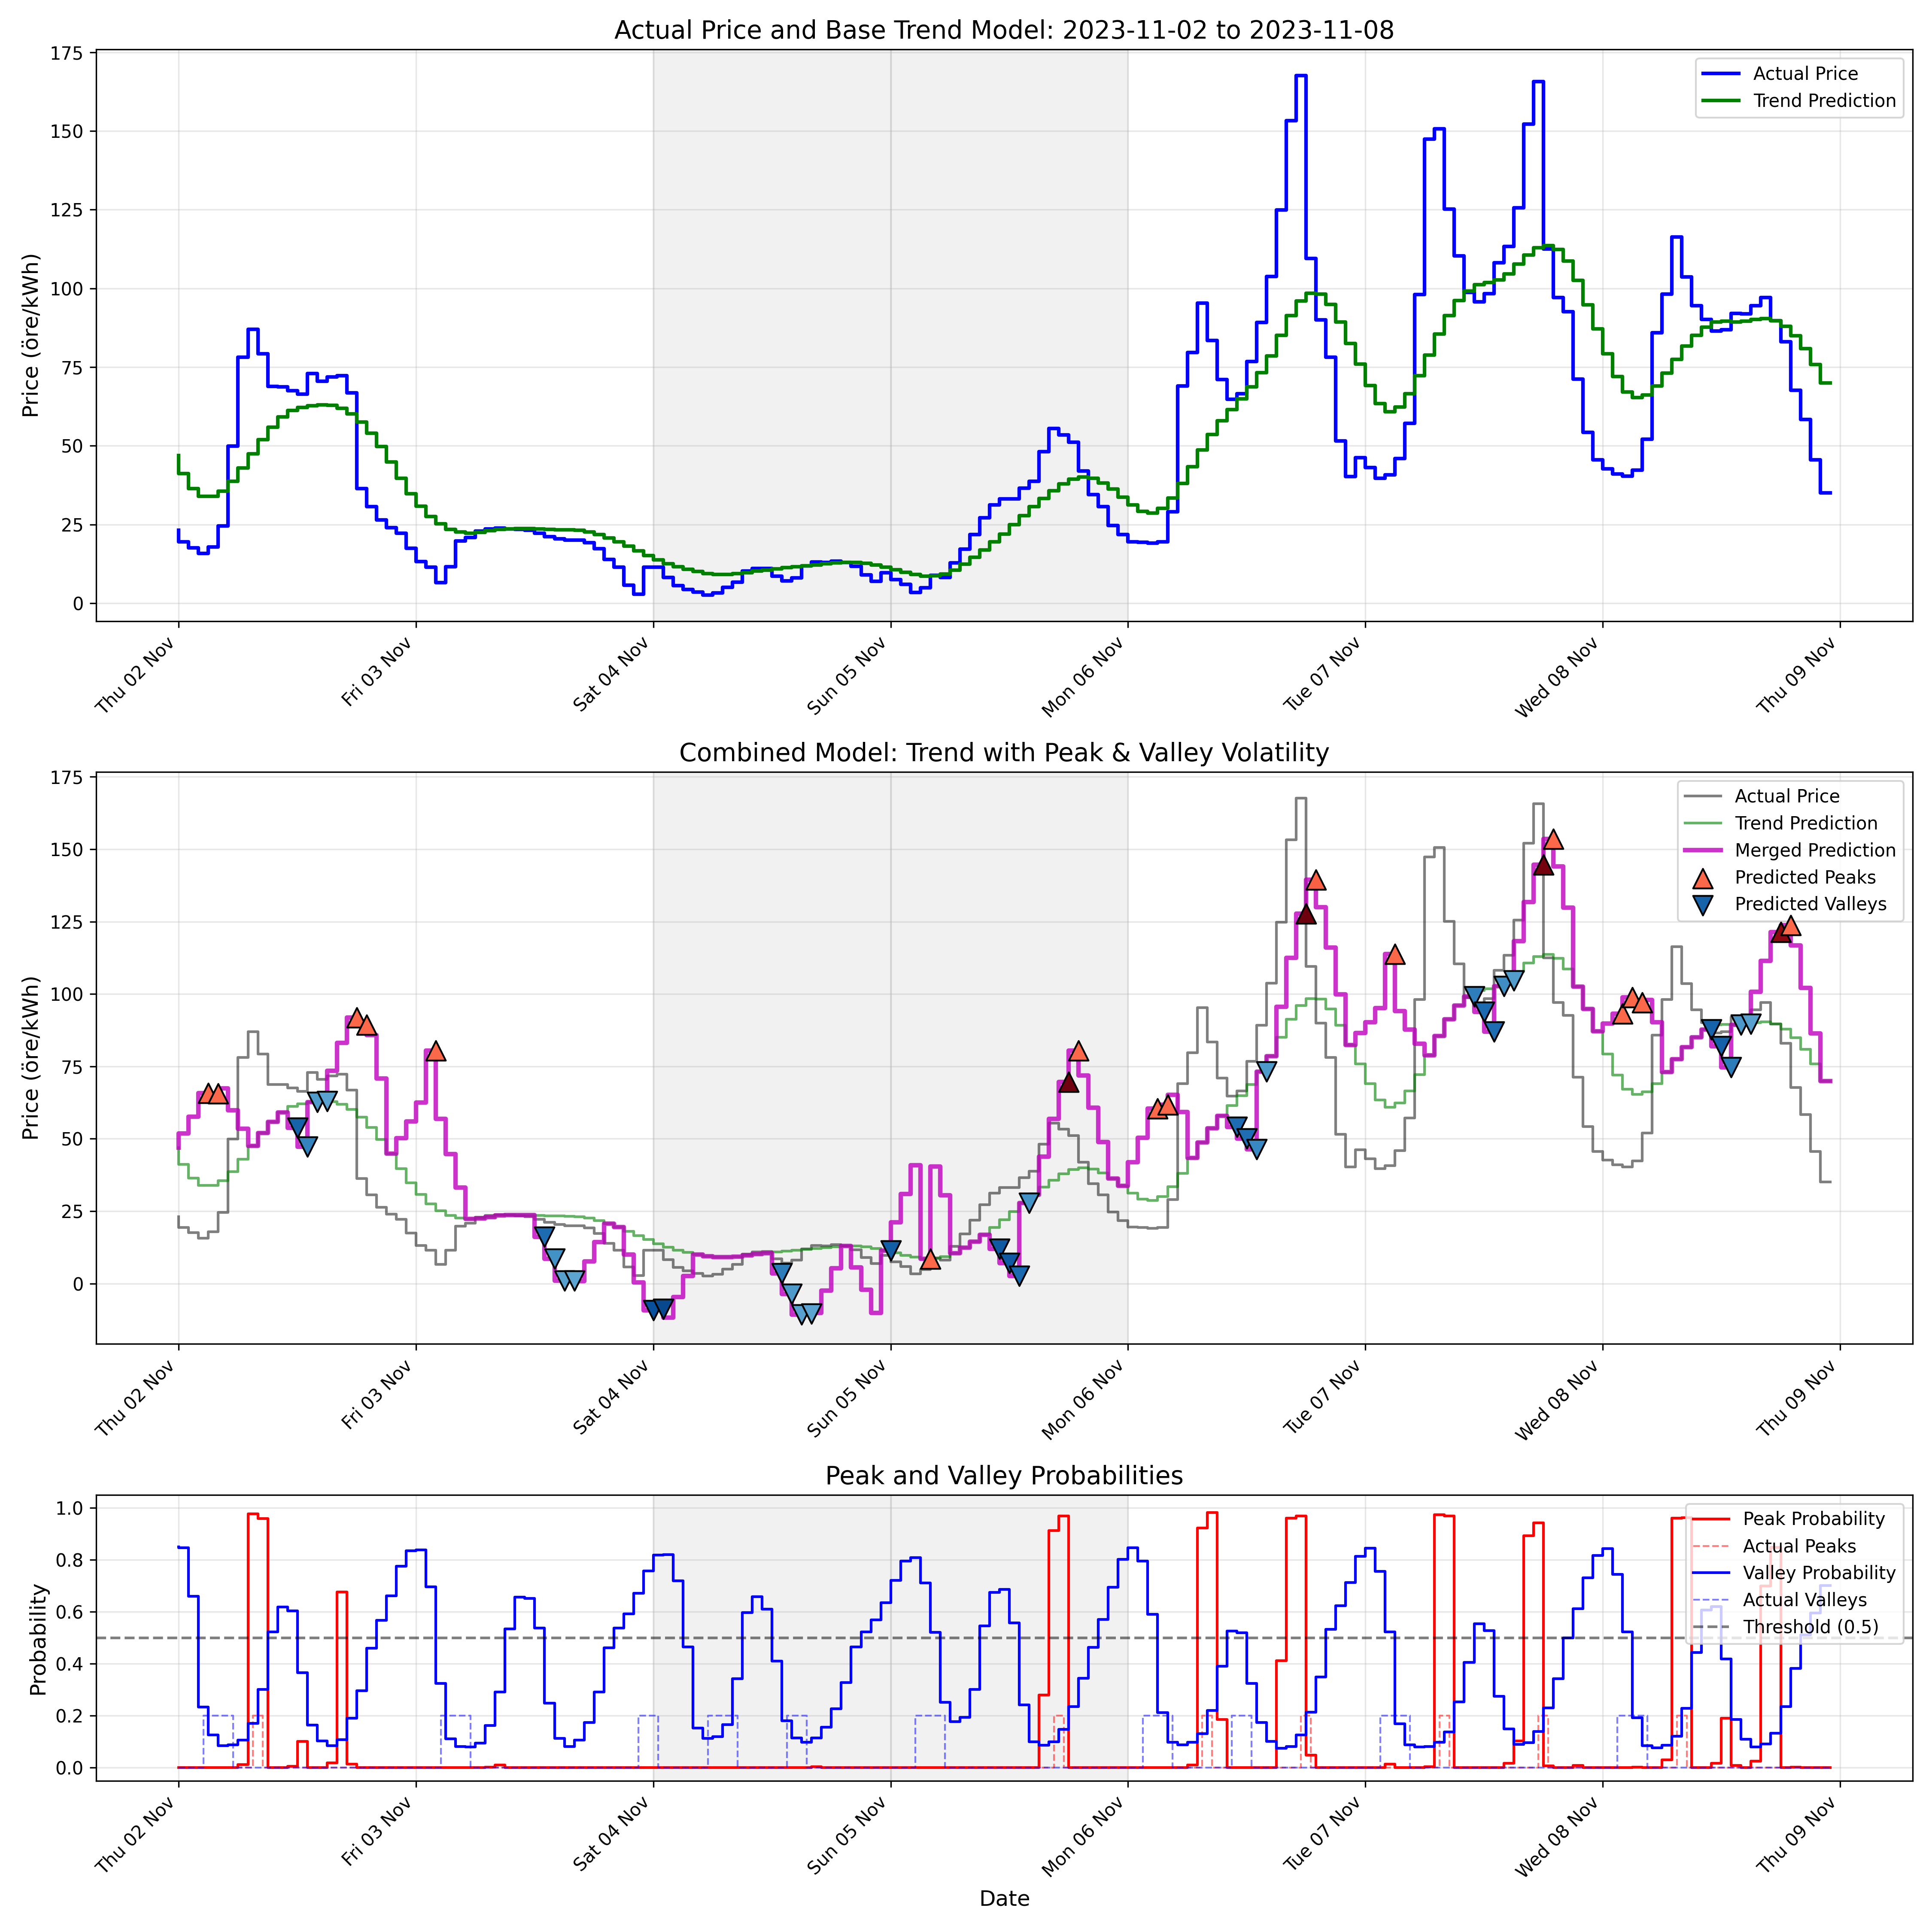 Actual Price and Base Trend Model: 2023-11-02 to 2023-11-08
Price (öre/kWh)
175
150
125
100
75
50
25
0
Actual Price
Trend Prediction
Thu 02 Nov
Fri 03 Nov
Sat 04 Nov
Sun 05 Nov
Mon 06 Nov
Tue 07 Nov
Wed 08 Nov
Thu 09 Nov
Combined Model: Trend with Peak & Valley Volatility
Price (öre/kWh)
175
150
125
100
75
50
25
0
Actual Price
Trend Prediction
Merged Prediction
Predicted Peaks
Predicted Valleys
Thu 02 Nov
Fri 03 Nov
Sat 04 Nov
Sun 05 Nov
Mon 06 Nov
Tue 07 Nov
Wed 08 Nov
Thu 09 Nov
Peak and Valley Probabilities
Probability
1.0
0.8
0.6
0.4
0.2
0.0
Peak Probability
Actual Peaks
Valley Probability
Actual Valleys
Threshold (0.5)
Thu 02 Nov
Fri 03 Nov
Sat 04 Nov
Sun 05 Nov
Mon 06 Nov
Tue 07 Nov
Wed 08 Nov
Thu 09 Nov
Date